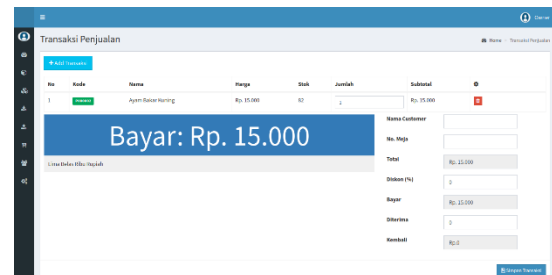 Transaksi Penjualan
Home / Transaksi Penjualan
+ Add Transaksi
No Kode Nama Harga Stok Jumlah Subtotal
1 Ayam Bakar Kuning Rp. 15.000 82 Rp. 15.000
Bayar: Rp. 15.000
Lima Belas Ribu Rupiah
Nama Customer
No. Meja
Total Rp. 15.000
Diskon (%) 0
Bayar Rp. 15.000
Diterima 0
Kembali Rp.0
Simpan Transaksi